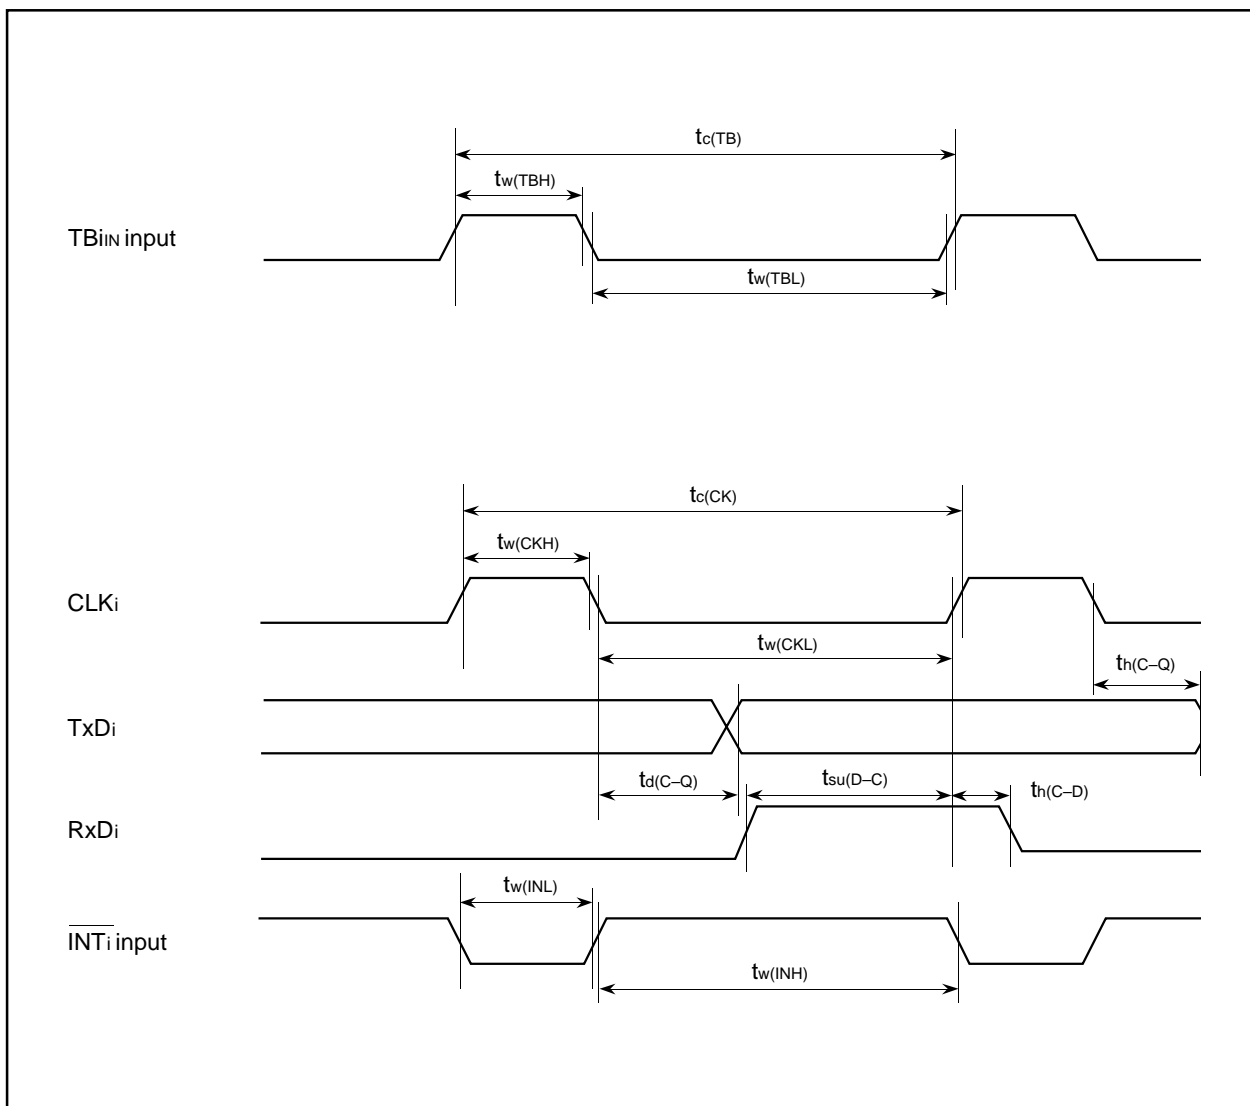 tc(TB)
tw(TBH)
TBiIN input
tw(TBL)
tc(CK)
tw(CKH)
CLKi
tw(CKL)
th(C–Q)
TxDi
td(C–Q)
tsu(D–C)
th(C–D)
RxDi
tw(INL)
INTi input
tw(INH)